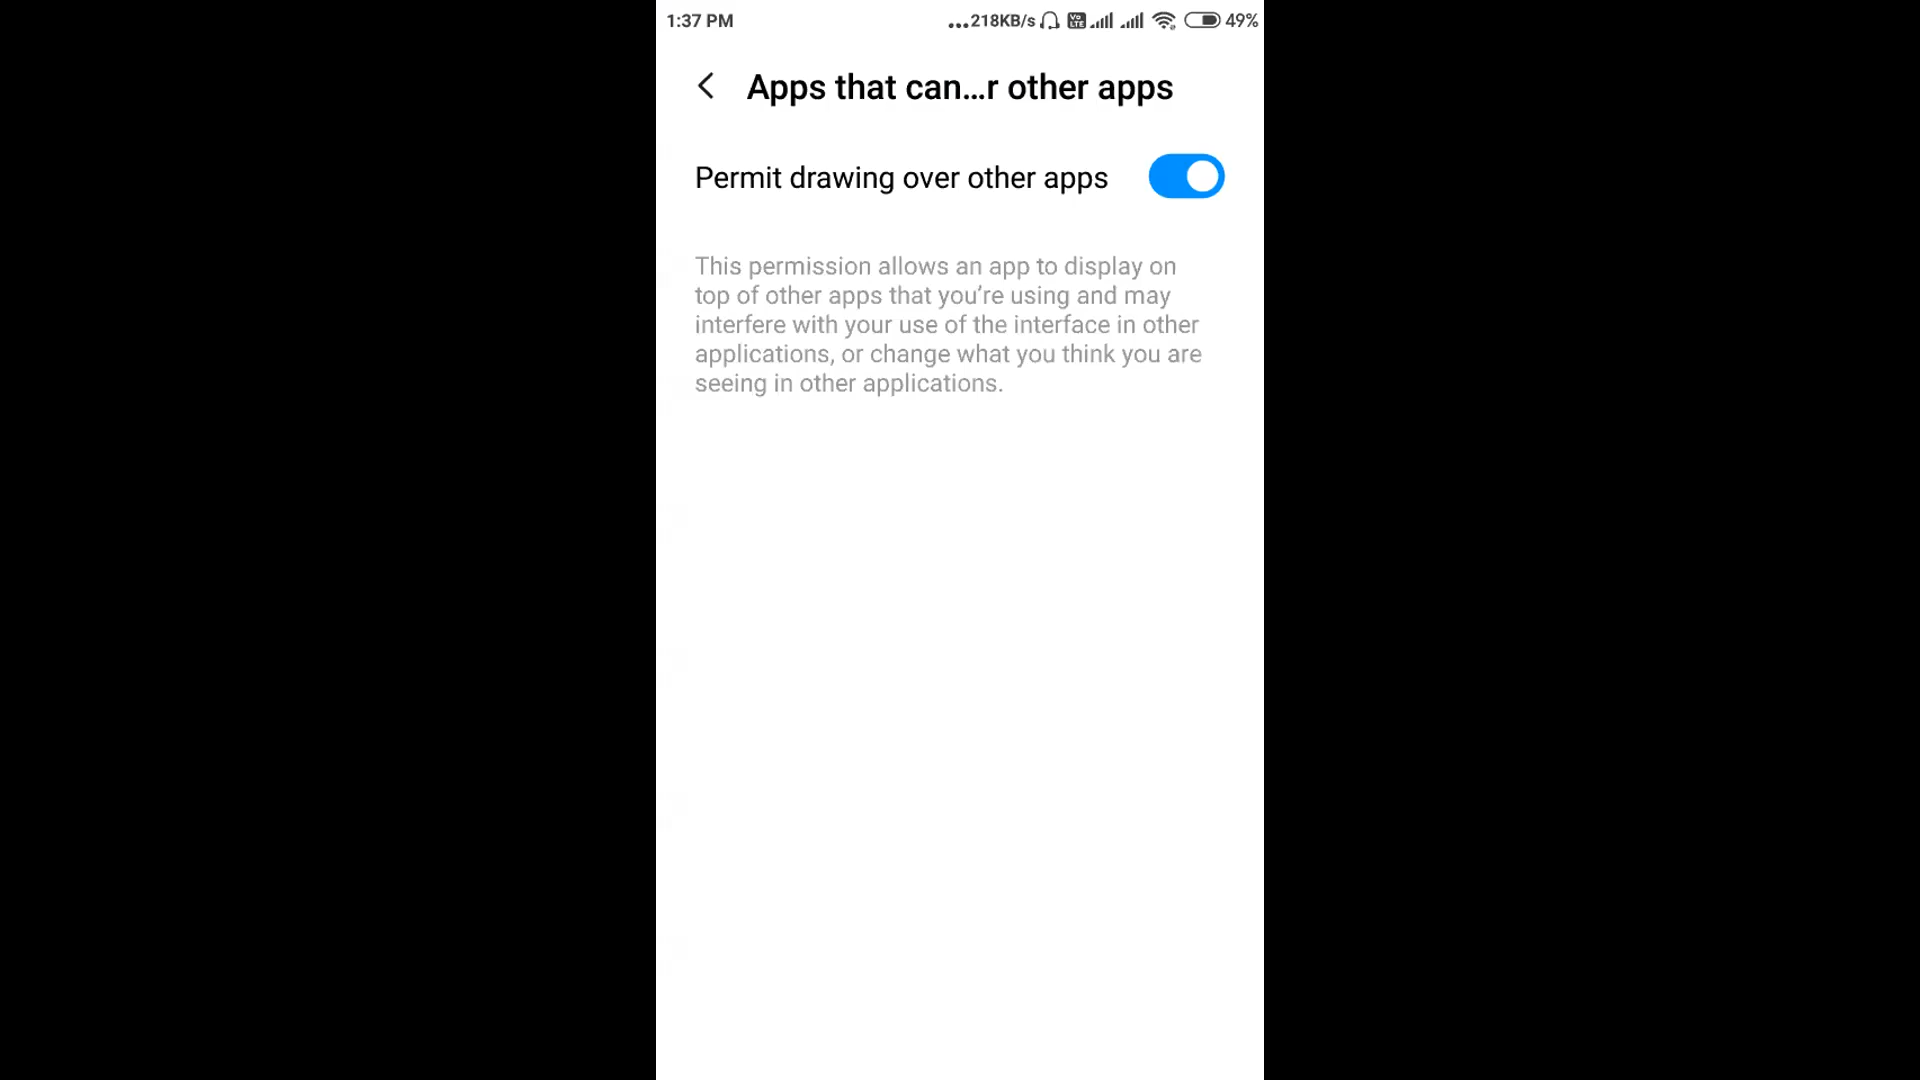 1:37 PM ...218KB/s Vo LTE 49%
Apps that can...r other apps
Permit drawing over other apps
This permission allows an app to display on
top of other apps that you’re using and may
interfere with your use of the interface in other
applications, or change what you think you are
seeing in other applications.